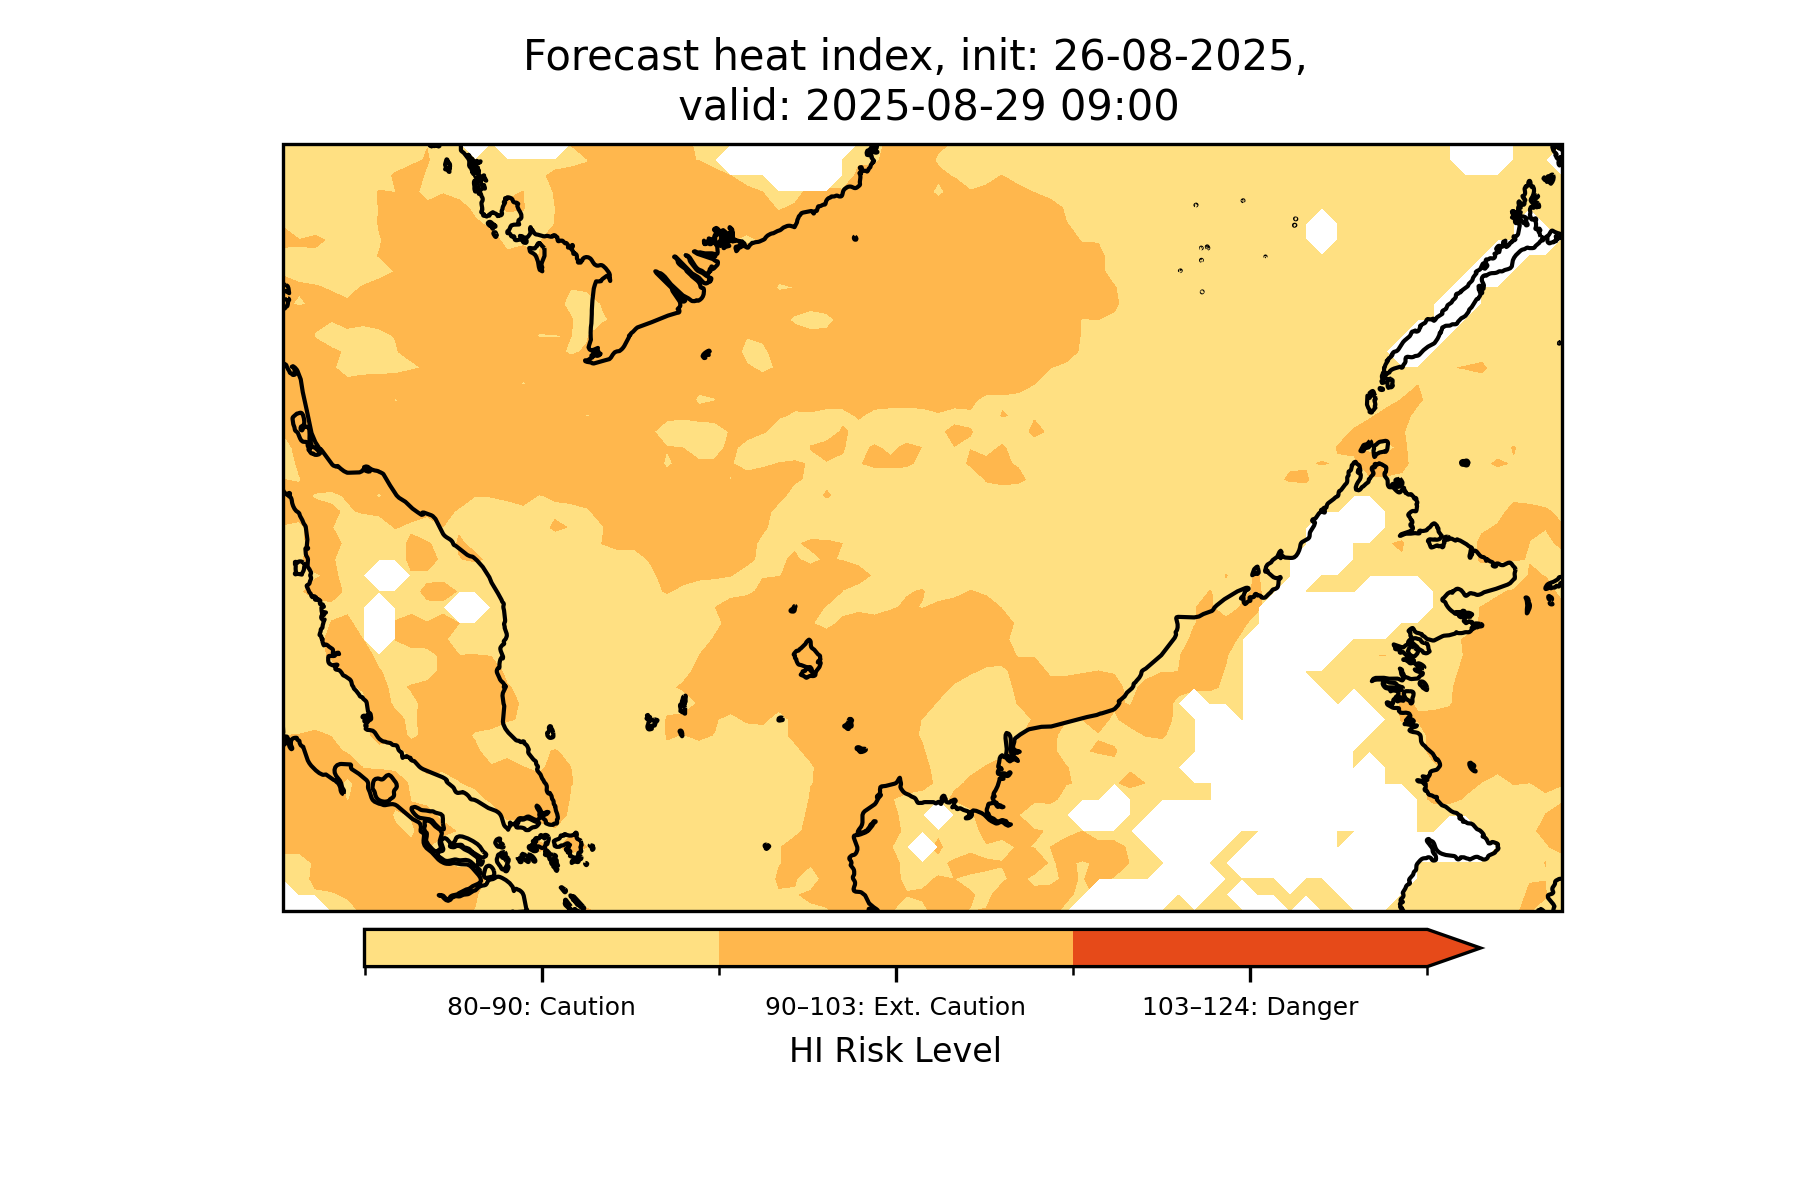 Forecast heat index, init: 26-08-2025,
valid: 2025-08-29 09:00
80–90: Caution
90–103: Ext. Caution
103–124: Danger
HI Risk Level